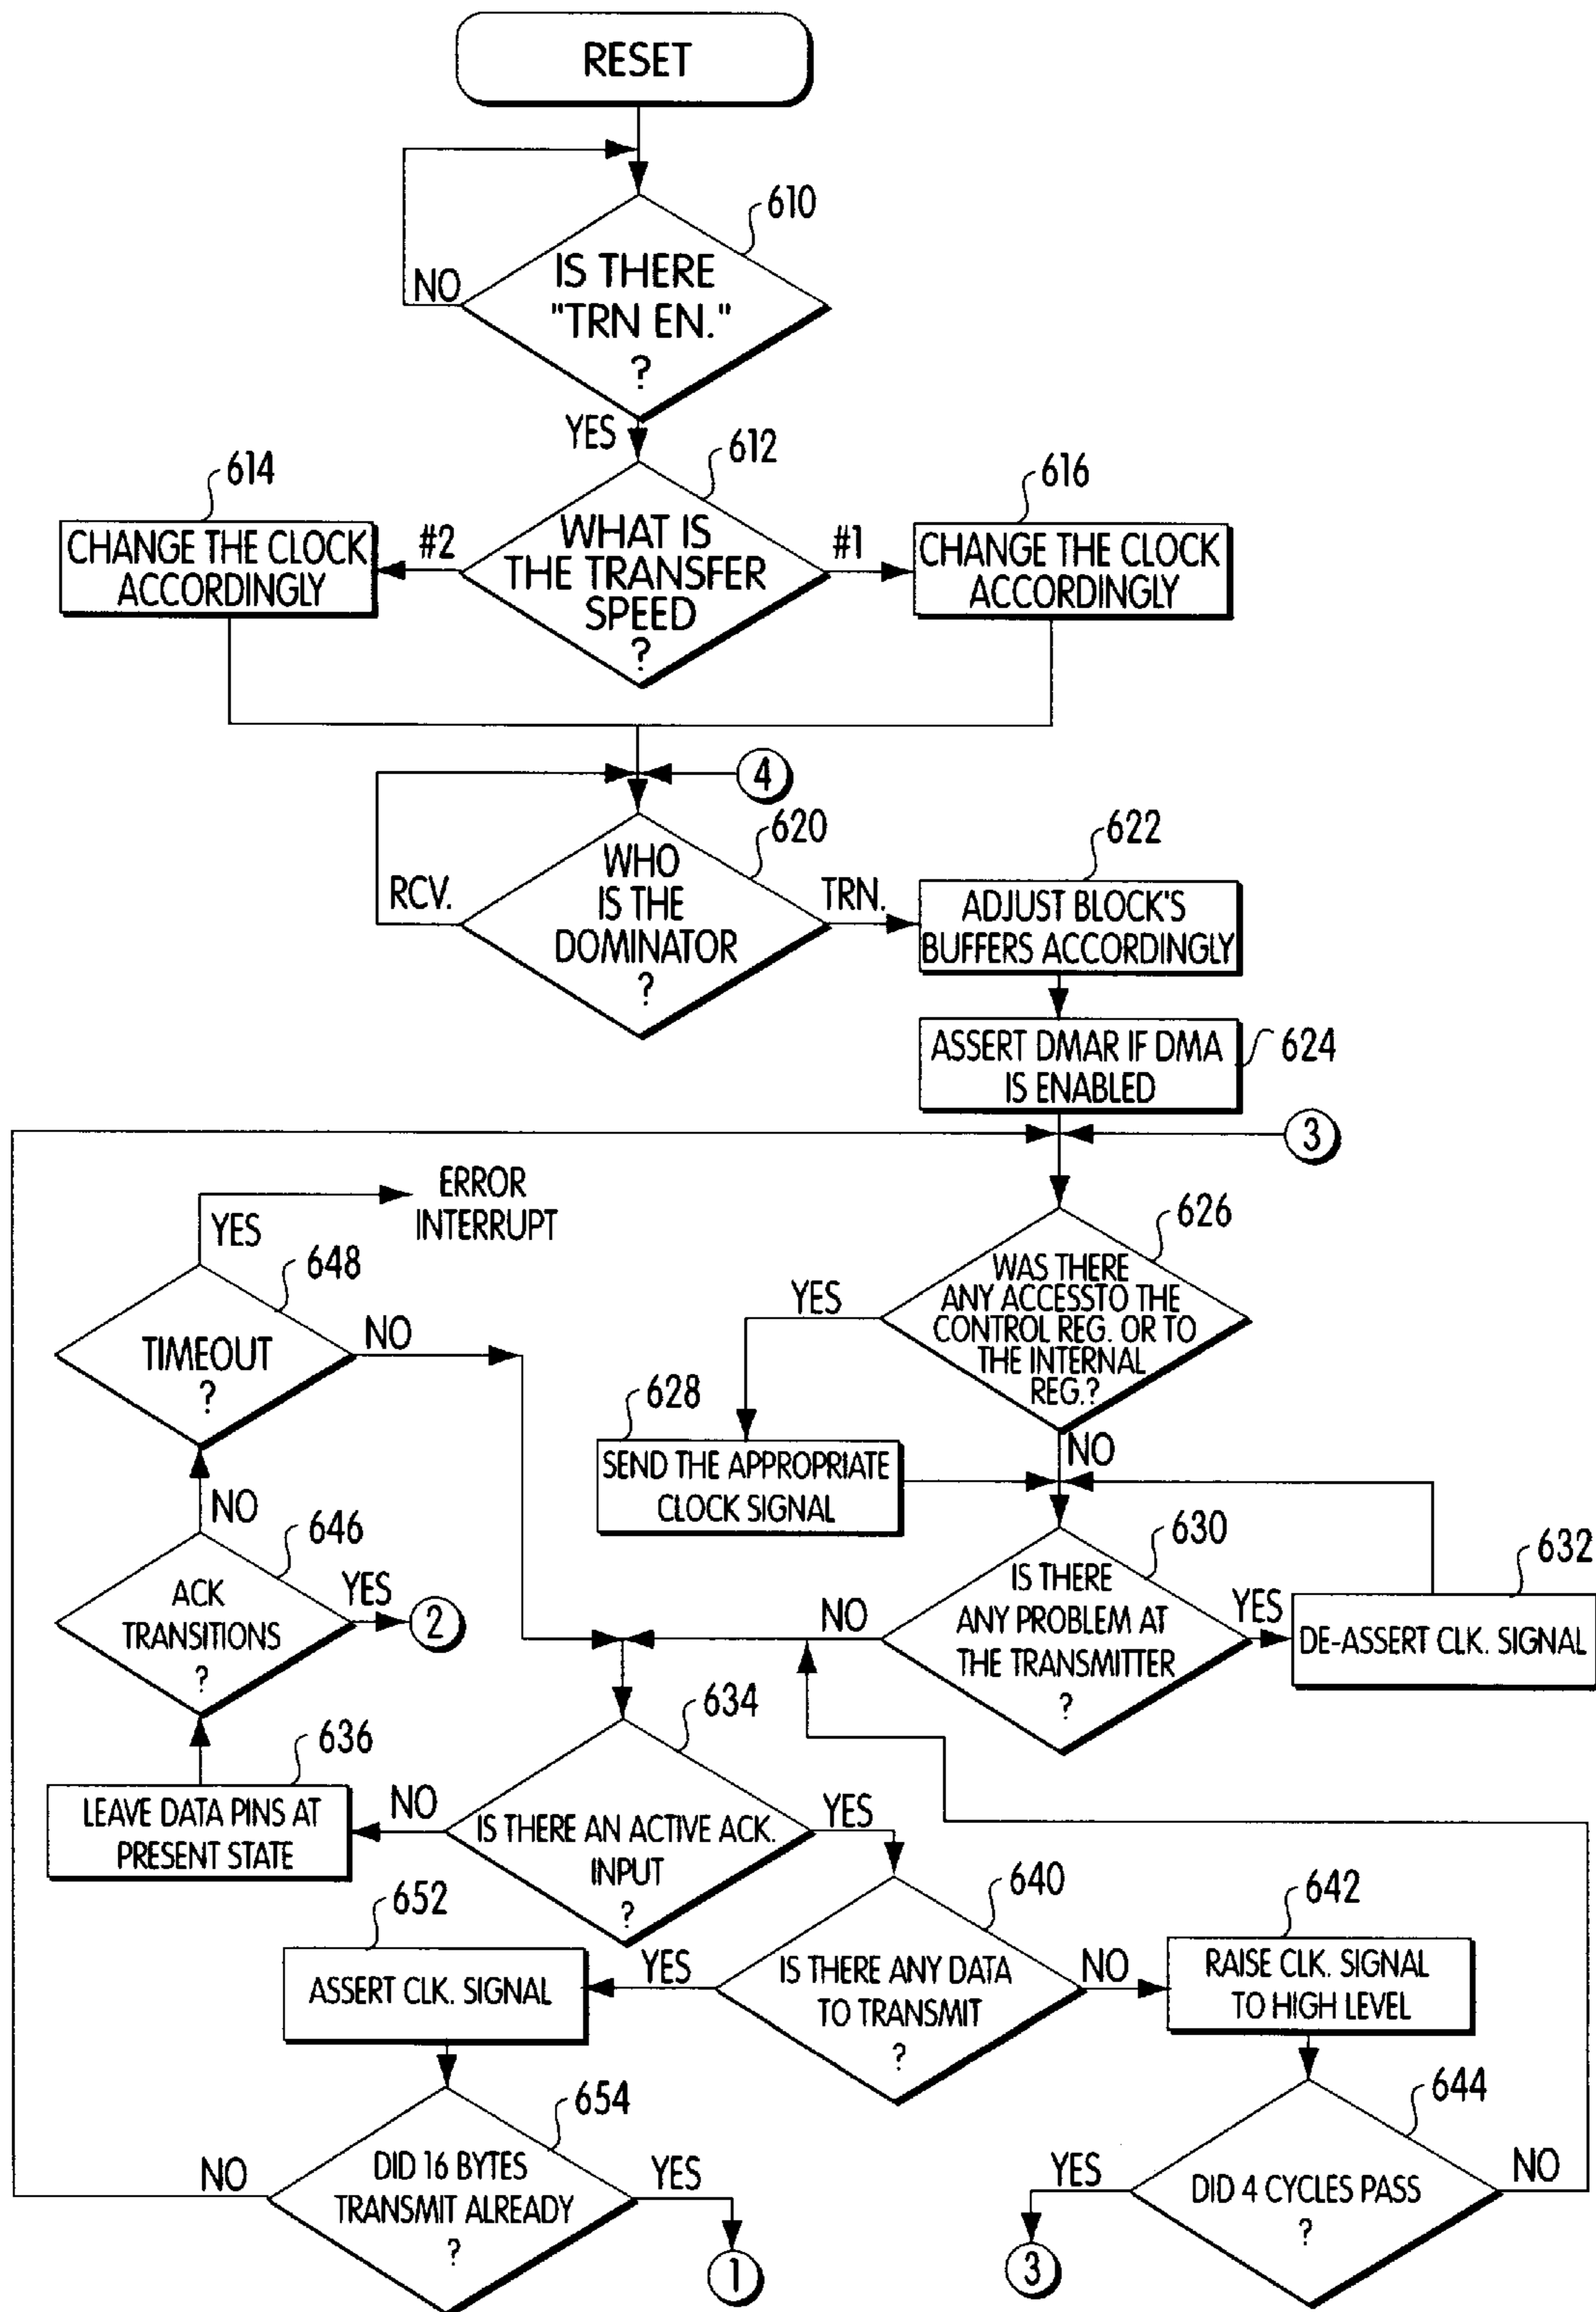 RESET
610
IS THERE
"TRN EN."
?
NO
YES
612
614
616
CHANGE THE CLOCK
ACCORDINGLY
#2
WHAT IS
THE TRANSFER
SPEED
?
#1
CHANGE THE CLOCK
ACCORDINGLY
4
620
622
WHO
IS THE
DOMINATOR
?
RCV.
TRN.
ADJUST BLOCK'S
BUFFERS ACCORDINGLY
ASSERT DMAR IF DMA
IS ENABLED
624
3
ERROR
INTERRUPT
YES
626
648
WAS THERE
ANY ACCESSTO THE
CONTROL REG. OR TO
THE INTERNAL
REG.?
YES
TIMEOUT
?
NO
628
NO
SEND THE APPROPRIATE
CLOCK SIGNAL
NO
646
630
632
ACK
TRANSITIONS
?
YES
2
IS THERE
ANY PROBLEM AT
THE TRANSMITTER
?
NO
YES
DE-ASSERT CLK. SIGNAL
634
636
LEAVE DATA PINS AT
PRESENT STATE
NO
IS THERE AN ACTIVE ACK.
INPUT
?
YES
652
640
642
ASSERT CLK. SIGNAL
YES
IS THERE ANY DATA
TO TRANSMIT
?
NO
RAISE CLK. SIGNAL
TO HIGH LEVEL
654
644
NO
DID 16 BYTES
TRANSMIT ALREADY
?
YES
YES
DID 4 CYCLES PASS
?
NO
1
3